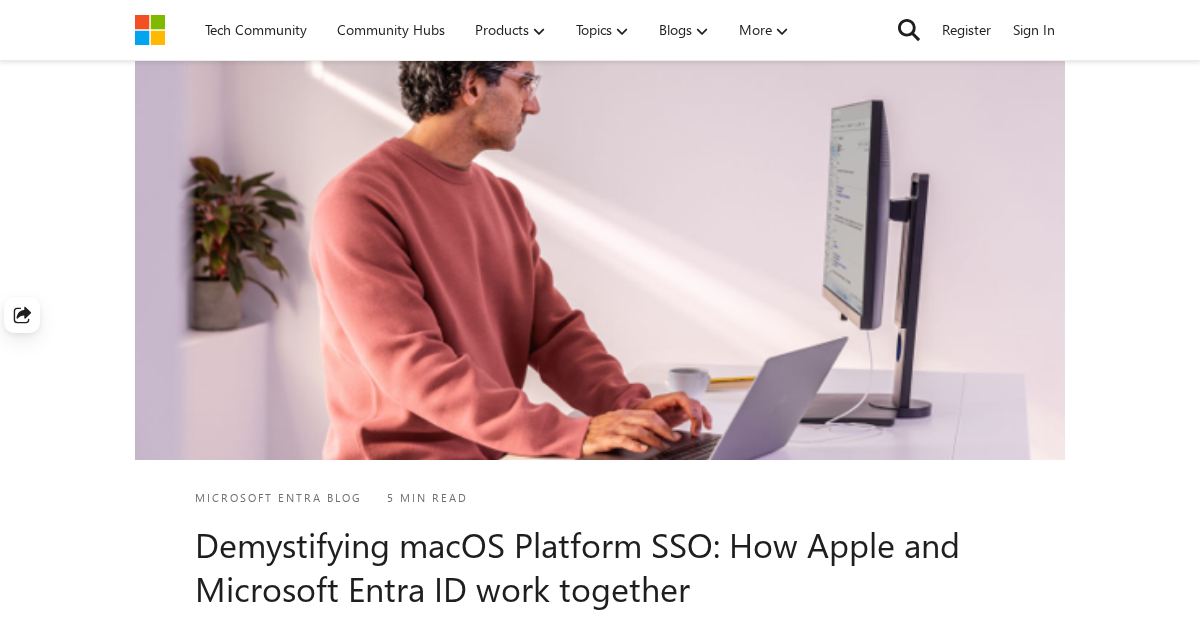 Tech Community Community Hubs Products Topics Blogs More Register Sign In
MICROSOFT ENTRA BLOG 5 MIN READ
Demystifying macOS Platform SSO: How Apple and
Microsoft Entra ID work together